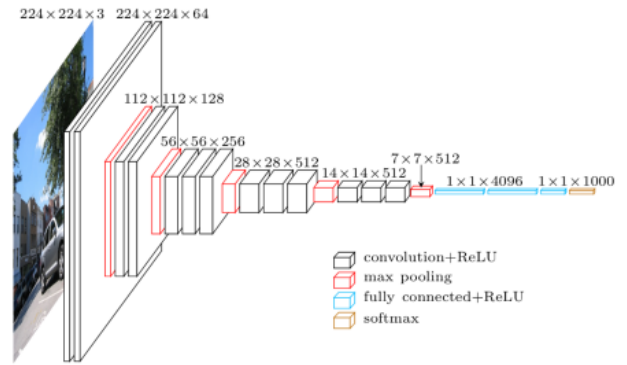 224×224×3
224×224×64
112×112×128
56×56×256
28×28×512
14×14×512
7×7×512
1×1×4096
1×1×1000
convolution+ReLU
max pooling
fully connected+ReLU
softmax